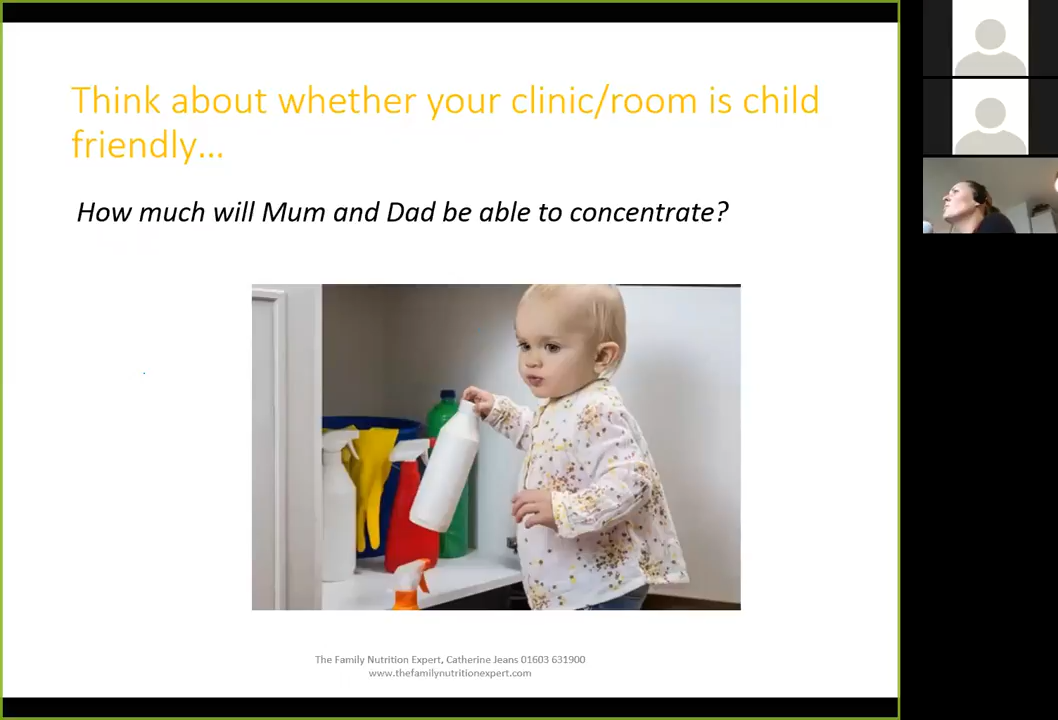 Think about whether your clinic/room is child
friendly...
How much will Mum and Dad be able to concentrate?
The Family Nutrition Expert, Catherine Jeans 01603 631900
www.thefamilynutritionexpert.com